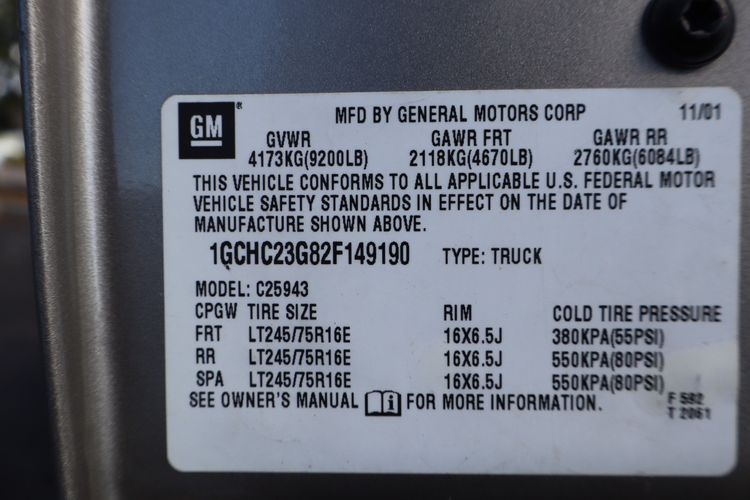 GM®
MFD BY GENERAL MOTORS CORP 11/01
GVWR GAWR FRT GAWR RR
4173KG(9200LB) 2118KG(4670LB) 2760KG(6084LB)
THIS VEHICLE CONFORMS TO ALL APPLICABLE U.S. FEDERAL MOTOR
VEHICLE SAFETY STANDARDS IN EFFECT ON THE DATE OF
MANUFACTURE SHOWN ABOVE.
1GCHC23G82F149190 TYPE: TRUCK
MODEL: C25943
CPGW TIRE SIZE RIM COLD TIRE PRESSURE
FRT LT245/75R16E 16X6.5J 380KPA(55PSI)
RR LT245/75R16E 16X6.5J 550KPA(80PSI)
SPA LT245/75R16E 16X6.5J 550KPA(80PSI)
SEE OWNER'S MANUAL FOR MORE INFORMATION.
F 592
T 2061